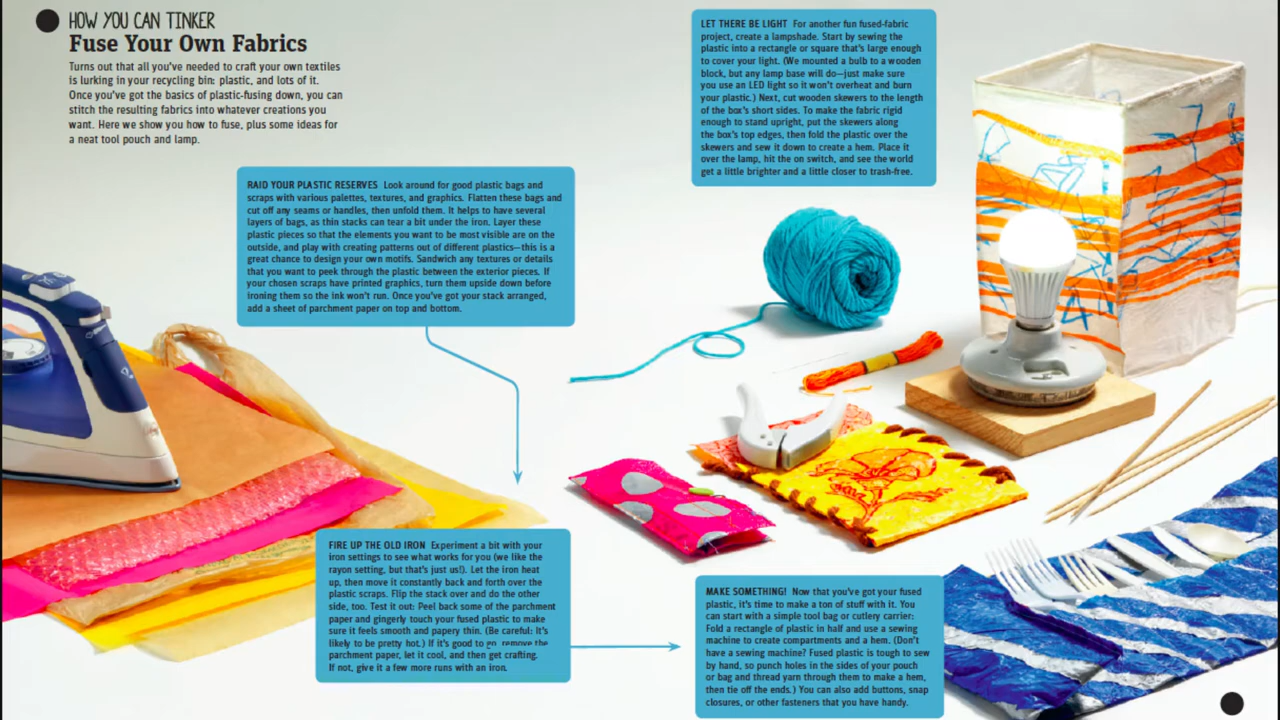 HOW YOU CAN TINKER
Fuse Your Own Fabrics
Turns out that all you've needed to craft your own textiles
is lurking in your recycling bin: plastic, and lots of it.
Once you've got the basics of plastic-fusing down, you can
stitch the resulting fabrics into whatever creations you
want. Here we show you how to fuse, plus some ideas for
a neat tool pouch and lamp.
RAID YOUR PLASTIC RESERVES Look around for good plastic bags and
scraps with various palettes, textures, and graphics. Flatten these bags and
cut off any seams or handles, then unfold them. It helps to have several
layers of bags, as thin stacks can tear a bit under the iron. Layer these
plastic pieces so that the elements you want to be most visible are on the
outside, and play with creating patterns out of different plastics—this is a
great chance to design your own motifs. Sandwich any textures or details
that you want to peek through the plastic between the exterior pieces. If
your chosen scraps have printed graphics, turn them upside down before
ironing them so the ink won't run. Once you've got your stack arranged,
add a sheet of parchment paper on top and bottom.
FIRE UP THE OLD IRON Experiment a bit with your
iron settings to see what works for you (we like the
rayon setting, but that's just us!). Let the iron heat
up, then move it constantly back and forth over the
plastic scraps. Flip the stack over and do the other
side, too. Test it out: Peel back some of the parchment
paper and gingerly touch your fused plastic to make
sure it feels smooth and papery thin. (Be careful: It's
likely to be pretty hot.) If it's good to go, remove the
parchment paper, let it cool, and then get crafting.
If not, give it a few more runs with an iron.
LET THERE BE LIGHT For another fun fused-fabric
project, create a lampshade. Start by sewing the
plastic into a rectangle or square that's large enough
to cover your light. (We mounted a bulb to a wooden
block, but any lamp base will do—just make sure
you use an LED light so it won't overheat and burn
your plastic.) Next, cut wooden skewers to the length
of the box's short sides. To make the fabric rigid
enough to stand upright, put the skewers along
the box's top edges, then fold the plastic over the
skewers and sew it down to create a hem. Place it
over the lamp, hit the on switch, and see the world
get a little brighter and a little closer to trash-free.
MAKE SOMETHING! Now that you've got your fused
plastic, it's time to make a ton of stuff with it. You
can start with a simple tool bag or cutlery carrier:
Fold a rectangle of plastic in half and use a sewing
machine to create compartments and a hem. (Don't
have a sewing machine? Fused plastic is tough to sew
by hand, so punch holes in the sides of your pouch
or bag and thread yarn through them to make a hem,
then tie off the ends.) You can also add buttons, snap
closures, or other fasteners that you have handy.